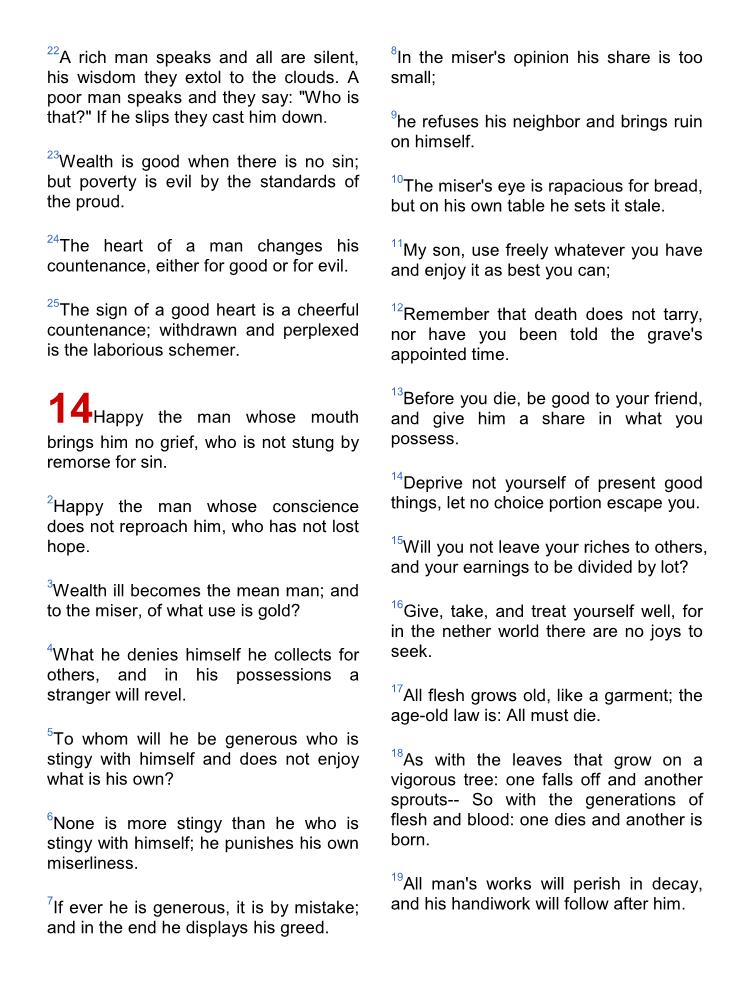 22A rich man speaks and all are silent,
his wisdom they extol to the clouds. A
poor man speaks and they say: "Who is
that?" If he slips they cast him down.
23Wealth is good when there is no sin;
but poverty is evil by the standards of
the proud.
24The heart of a man changes his
countenance, either for good or for evil.
25The sign of a good heart is a cheerful
countenance; withdrawn and perplexed
is the laborious schemer.
14Happy the man whose mouth
brings him no grief, who is not stung by
remorse for sin.
2Happy the man whose conscience
does not reproach him, who has not lost
hope.
3Wealth ill becomes the mean man; and
to the miser, of what use is gold?
4What he denies himself he collects for
others, and in his possessions a
stranger will revel.
5To whom will he be generous who is
stingy with himself and does not enjoy
what is his own?
6None is more stingy than he who is
stingy with himself; he punishes his own
miserliness.
7If ever he is generous, it is by mistake;
and in the end he displays his greed.
8In the miser's opinion his share is too
small;
9he refuses his neighbor and brings ruin
on himself.
10The miser's eye is rapacious for bread,
but on his own table he sets it stale.
11My son, use freely whatever you have
and enjoy it as best you can;
12Remember that death does not tarry,
nor have you been told the grave's
appointed time.
13Before you die, be good to your friend,
and give him a share in what you
possess.
14Deprive not yourself of present good
things, let no choice portion escape you.
15Will you not leave your riches to others,
and your earnings to be divided by lot?
16Give, take, and treat yourself well, for
in the nether world there are no joys to
seek.
17All flesh grows old, like a garment; the
age-old law is: All must die.
18As with the leaves that grow on a
vigorous tree: one falls off and another
sprouts-- So with the generations of
flesh and blood: one dies and another is
born.
19All man's works will perish in decay,
and his handiwork will follow after him.